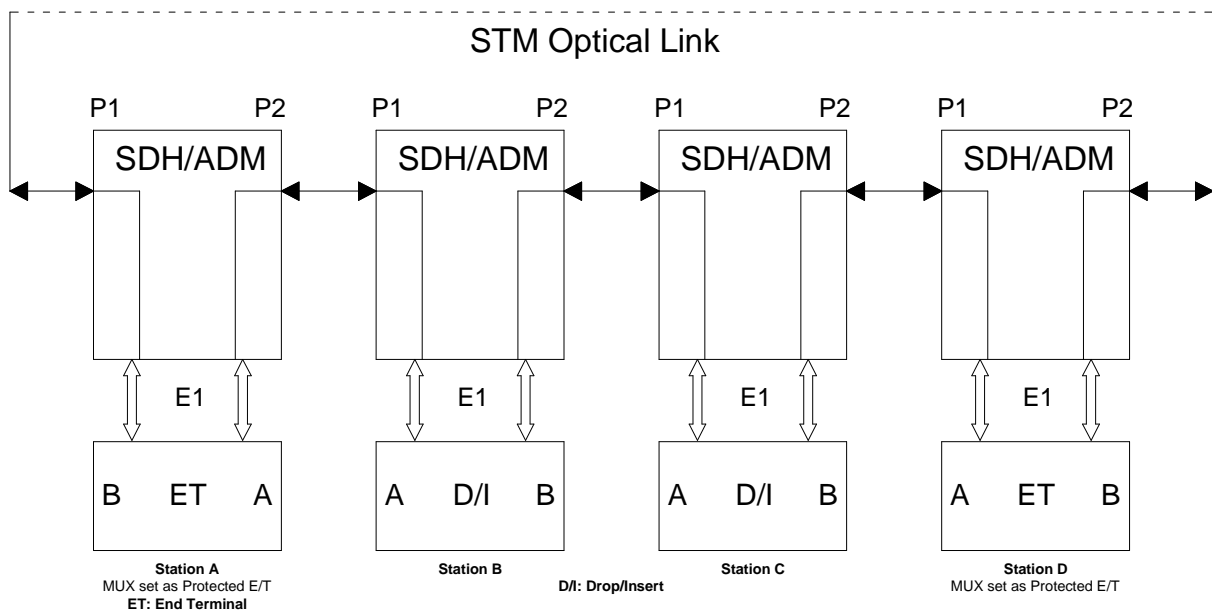 STM Optical Link
P1 P2 P1 P2 P1 P2 P1 P2
SDH/ADM SDH/ADM SDH/ADM SDH/ADM
E1 E1 E1 E1
B ET A A D/I B A D/I B A ET B
Station A Station B Station C Station D
MUX set as Protected E/T D/I: Drop/Insert MUX set as Protected E/T
ET: End Terminal